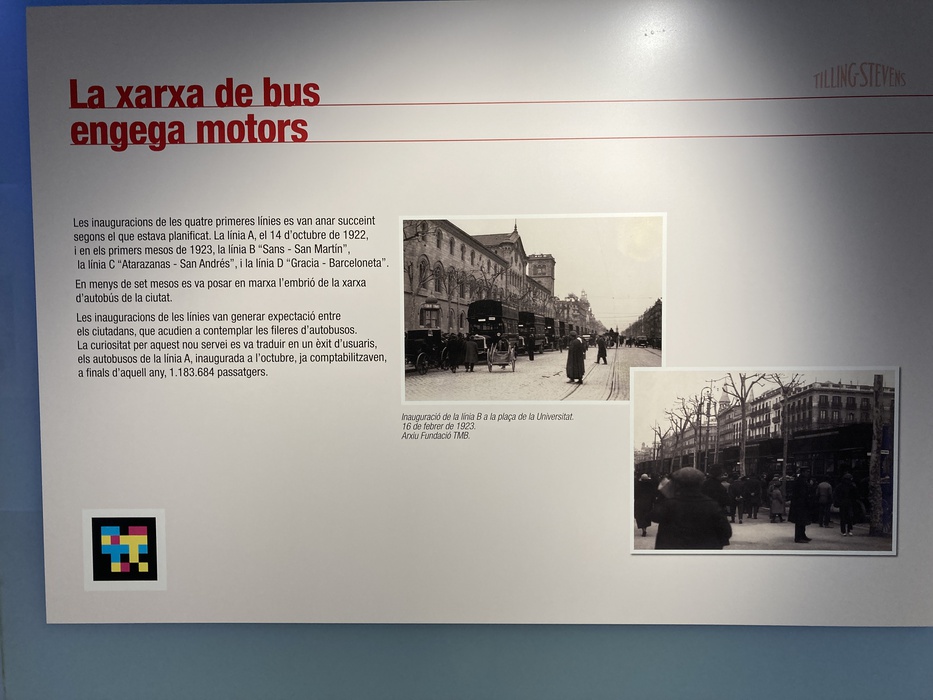 TILLING-STEVENS
La xarxa de bus
engega motors
Les inauguracions de les quatre primeres línies es van anar succeint
segons el que estava planificat. La línia A, el 14 d’octubre de 1922,
i en els primers mesos de 1923, la línia B “Sans - San Martín”,
la línia C “Atarazanas - San Andrés”, i la línia D “Gracia - Barceloneta”.
En menys de set mesos es va posar en marxa l’embrió de la xarxa
d’autobús de la ciutat.
Les inauguracions de les línies van generar expectació entre
els ciutadans, que acudien a contemplar les fileres d’autobusos.
La curiositat per aquest nou servei es va traduir en un èxit d’usuaris,
els autobusos de la línia A, inaugurada a l’octubre, ja comptabilitzaven,
a finals d’aquell any, 1.183.684 passatgers.
Inauguració de la línia B a la plaça de la Universitat.
16 de febrer de 1923.
Arxiu Fundació TMB.